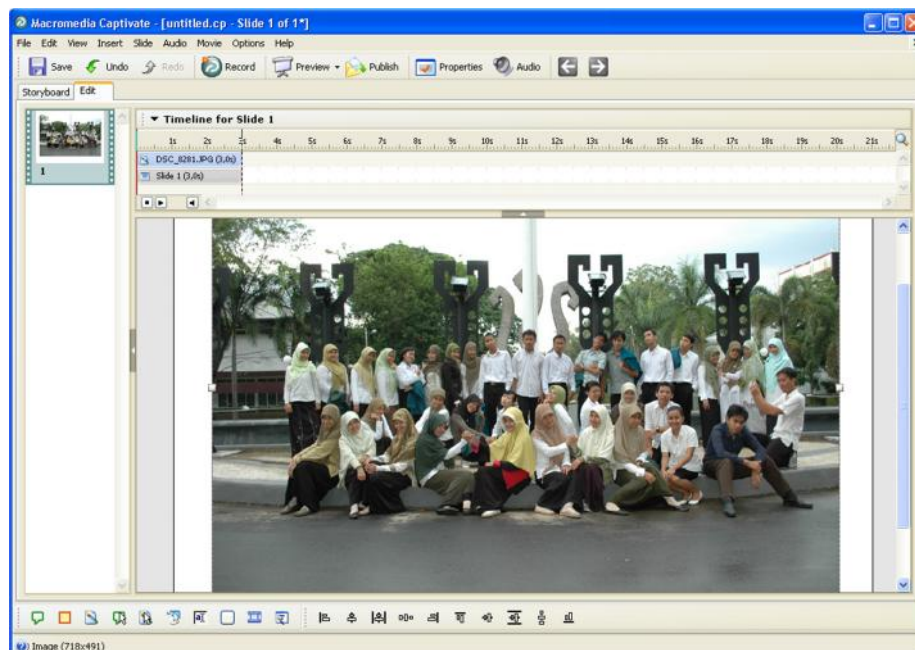 Macromedia Captivate - [untitled.cp - Slide 1 of 1*]
File Edit View Insert Slide Audio Movie Options Help
Save Undo Redo Record Preview Publish Properties Audio
Storyboard Edit
Timeline for Slide 1
1s 2s 3s 4s 5s 6s 7s 8s 9s 10s 11s 12s 13s 14s 15s 16s 17s 18s 19s 20s 21s
DSC_8281.JPG (3,0s)
1
Slide 1 (3,0s)
Image (718x491)